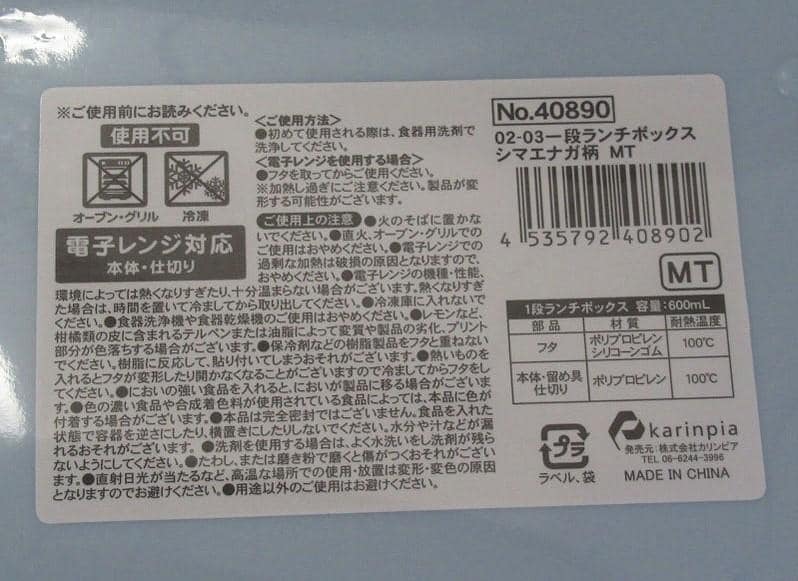 ※ご使用前にお読みください。
使用不可
オーブン・グリル 冷凍
電子レンジ対応
本体・仕切り
<ご使用方法>
●初めて使用される際は、食器用洗剤で
洗浄してください。
<電子レンジを使用する場合>
●フタを取ってからご使用ください。
※加熱し過ぎにご注意ください。製品が変
形する可能性がございます。
ご使用上の注意 ●火のそばに置かな
いでください。●直火、オーブン・グリルでの
ご使用はおやめください。●電子レンジでの
過剰な加熱は破損の原因となりますので、
おやめください。●電子レンジの機種・性能、
環境によっては熱くなりすぎたり、十分温まらない場合がございます。熱くなりすぎ
た場合は、時間を置いて冷ましてから取り出してください。●冷凍庫に入れないで
ください。●食器洗浄機や食器乾燥機のご使用はおやめください。●レモンなど、
柑橘類の皮に含まれるテルペンまたは油脂によって変質や製品の劣化、プリント
部分が色落ちする場合がございます。●保冷剤などの樹脂製品をフタと重ねない
でください。樹脂に反応して、貼り付いてしまうおそれがございます。●熱いものを
入れるとフタが変形したり開かなくなることがございますので冷ましてからフタをし
てください。●においの強い食品を入れると、においが製品に移る場合がございま
す。●色の濃い食品や合成着色料が使用されている食品によっては、本品に色が
付着する場合がございます。●本品は完全密封ではございません。食品を入れた
状態で容器を逆さにしたり、横置きにしたりしないでください。水分や汁などが漏
れるおそれがございます。●洗剤を使用する場合は、よく水洗いをし洗剤が残ら
ないようにしてください。●たわし、または磨き粉で磨くと傷がつくおそれがござい
ます。●直射日光が当たるなど、高温な場所での使用・放置は変形・変色の原因
となりますのでお避けください。●用途以外のご使用はお避けください。
No.40890
02-03一段ランチボックス
シマエナガ柄 MT
4 535792 408902
MT
1段ランチボックス 容量:600mL
部品 材質 耐熱温度
フタ ポリプロピレン シリコーンゴム 100℃
本体・留め具 仕切り ポリプロピレン 100℃
プラ
ラベル、袋
karinpia
発売元:株式会社カリンピア
TEL 06-6244-3996
MADE IN CHINA